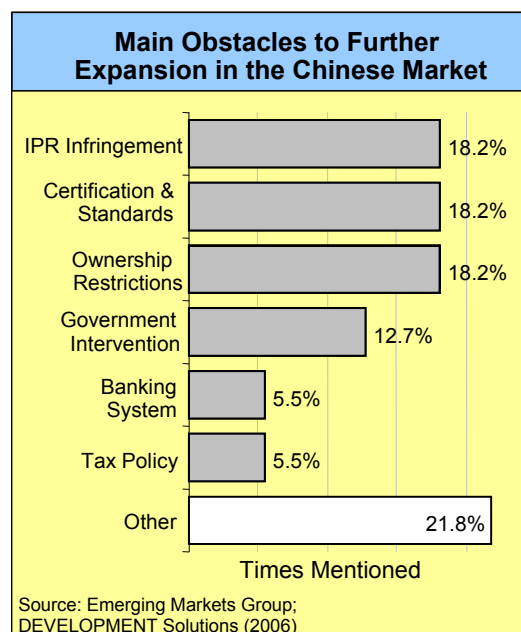 Main Obstacles to Further
Expansion in the Chinese Market
IPR Infringement
18.2%
Certification &
Standards
18.2%
Ownership
Restrictions
18.2%
Government
Intervention
12.7%
Banking
System
5.5%
Tax Policy
5.5%
Other
21.8%
Times Mentioned
Source: Emerging Markets Group;
DEVELOPMENT Solutions (2006)